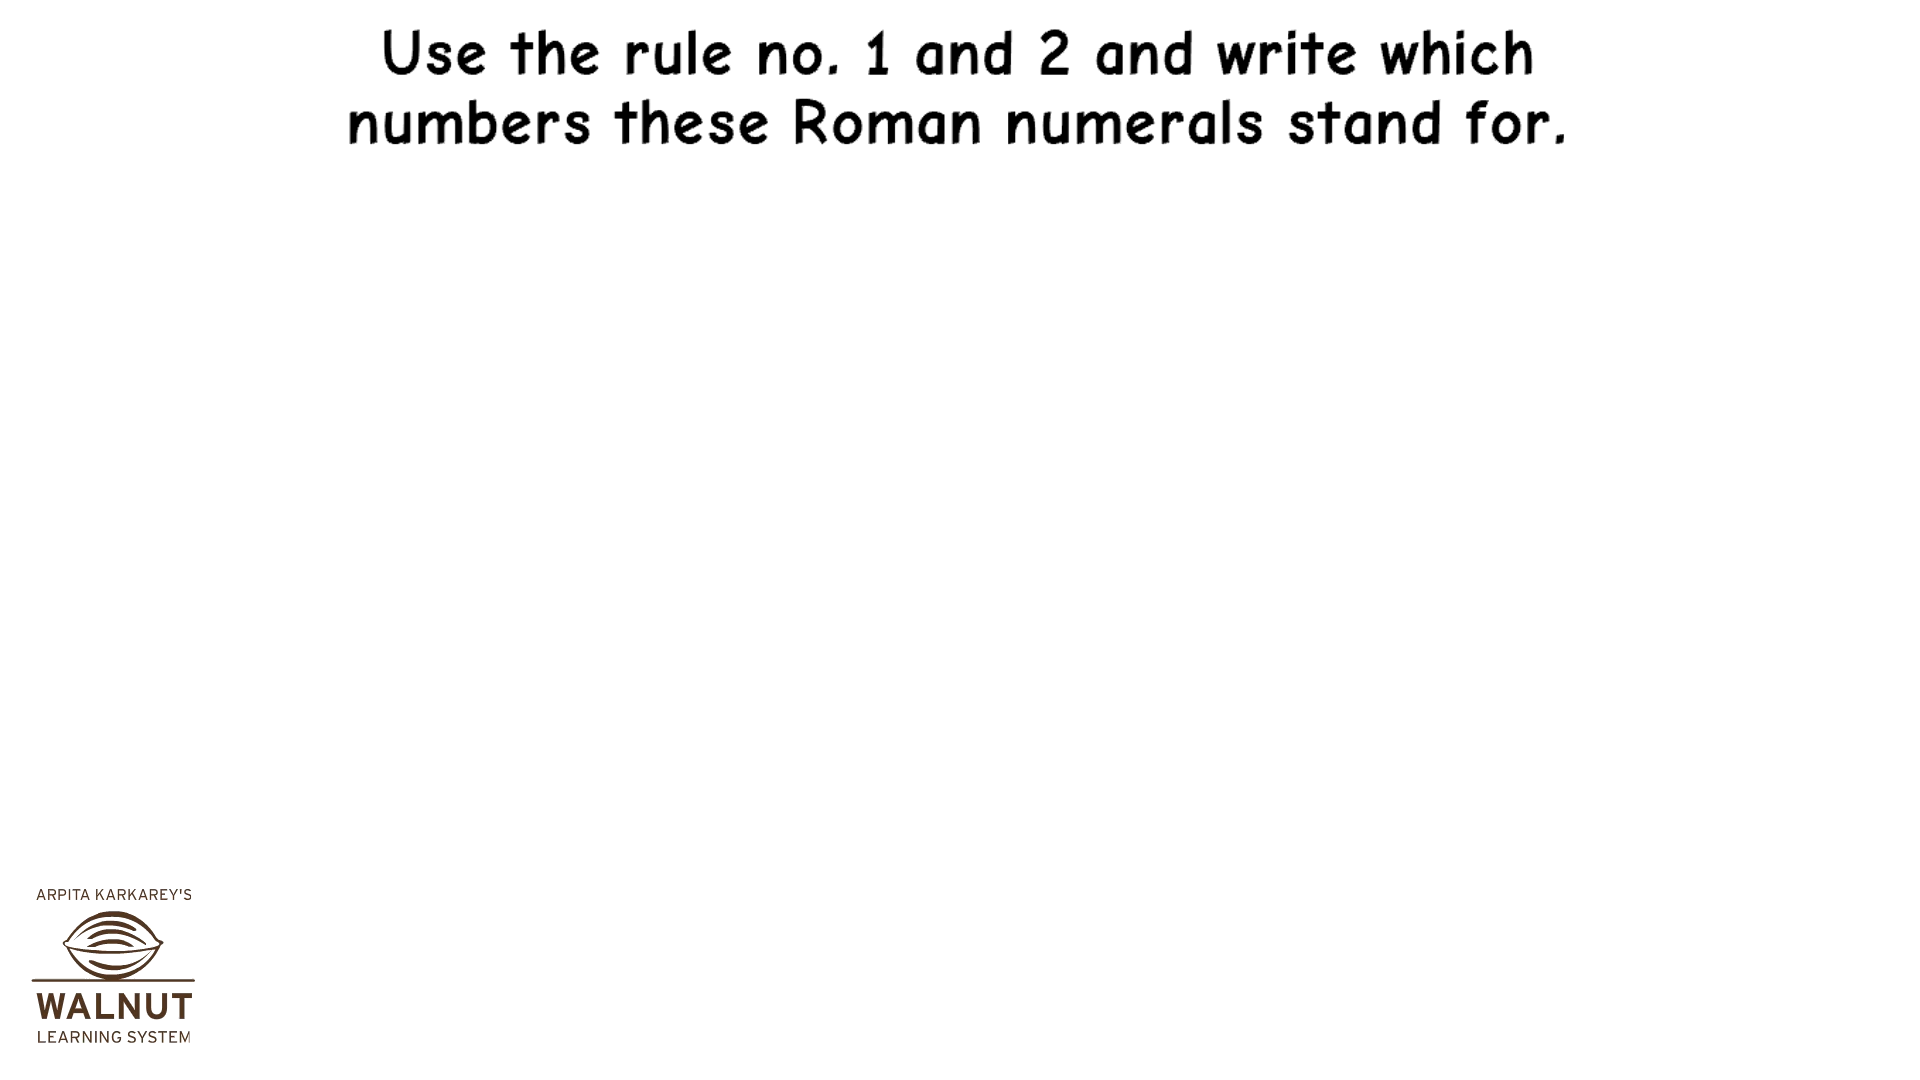 Use the rule no. 1 and 2 and write which
numbers these Roman numerals stand for.
ARPITA KARKAREY'S
WALNUT
LEARNING SYSTEM